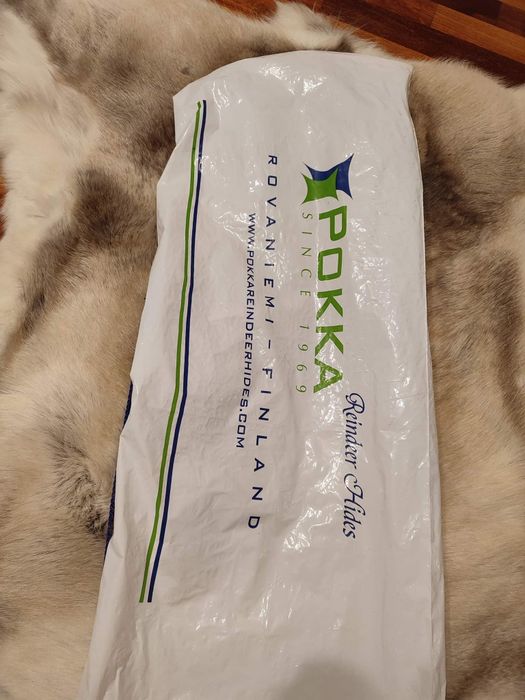 POKKA
Reindeer Hides
SINCE 1969
ROVANIEMI - FINLAND
WWW.POKKAREINDEERHIDES.COM